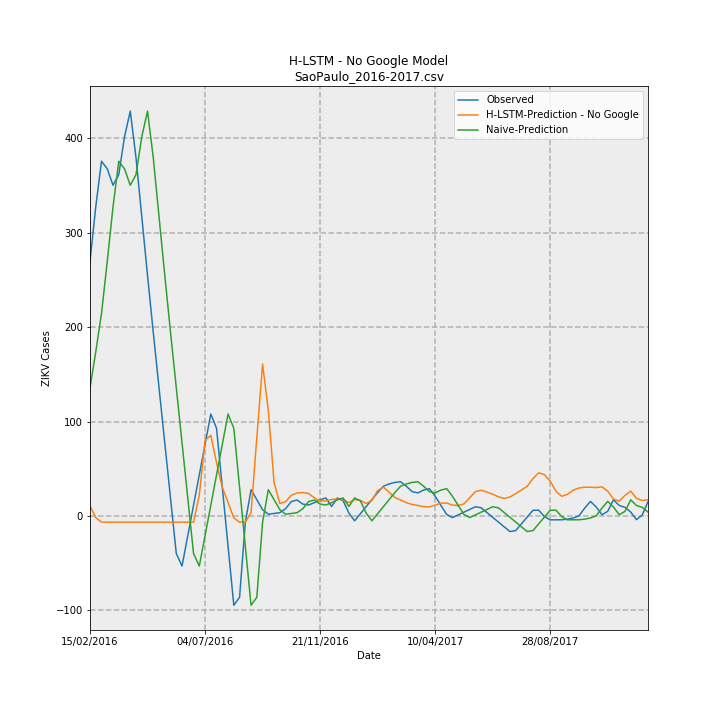 H-LSTM - No Google Model
SaoPaulo_2016-2017.csv
Observed
H-LSTM-Prediction - No Google
Naive-Prediction
ZIKV Cases
400
300
200
100
0
−100
15/02/2016
04/07/2016
21/11/2016
10/04/2017
28/08/2017
Date